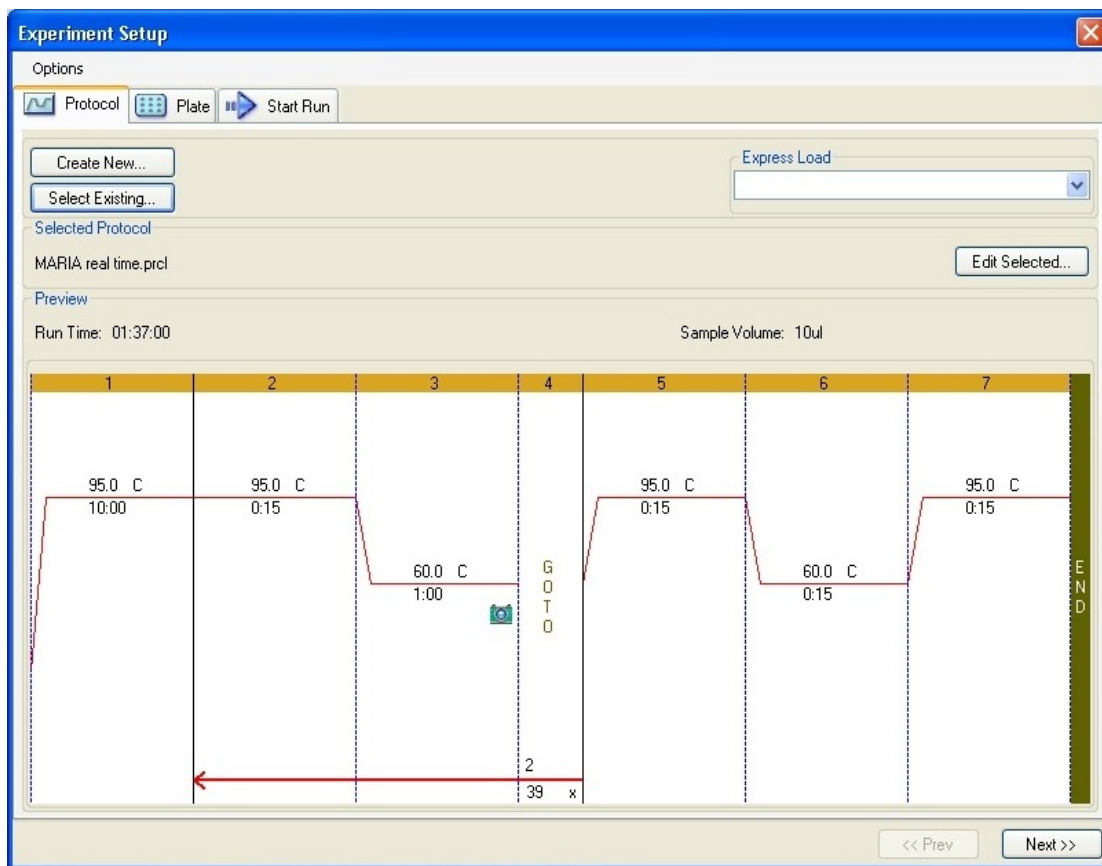 Experiment Setup
Options
Protocol Plate Start Run
Create New...
Express Load
Select Existing...
Selected Protocol
MARIA real time.prcl
Edit Selected...
Preview
Run Time: 01:37:00 Sample Volume: 10ul
1 2 3 4 5 6 7
95.0 C 95.0 C 95.0 C 95.0 C
10:00 0:15 0:15 0:15
60.0 C GOTO 60.0 C END
1:00 0:15
2
39 x
<< Prev Next >>